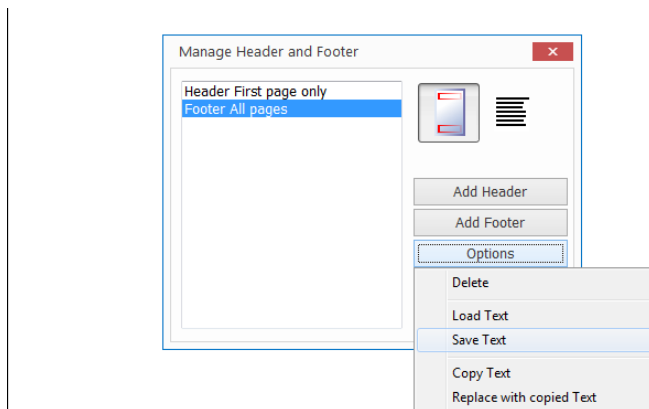 Manage Header and Footer
Header First page only
Footer All pages
Add Header
Add Footer
Options
Delete
Load Text
Save Text
Copy Text
Replace with copied Text